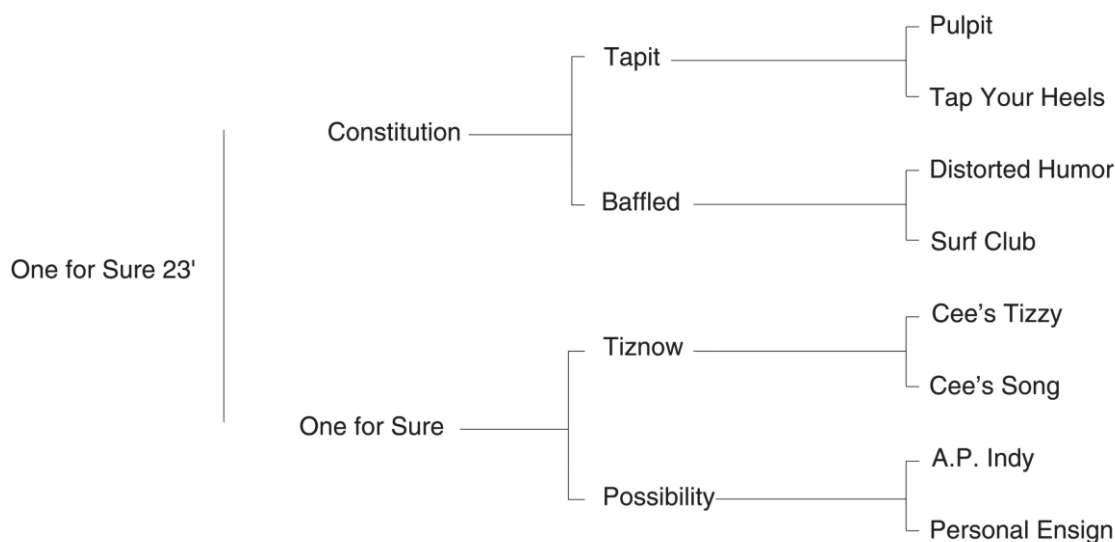 Pulpit
Tapit
Tap Your Heels
Constitution
Distorted Humor
Baffled
Surf Club
One for Sure 23'
Cee’s Tizzy
Tiznow
Cee’s Song
One for Sure
A.P. Indy
Possibility
Personal Ensign